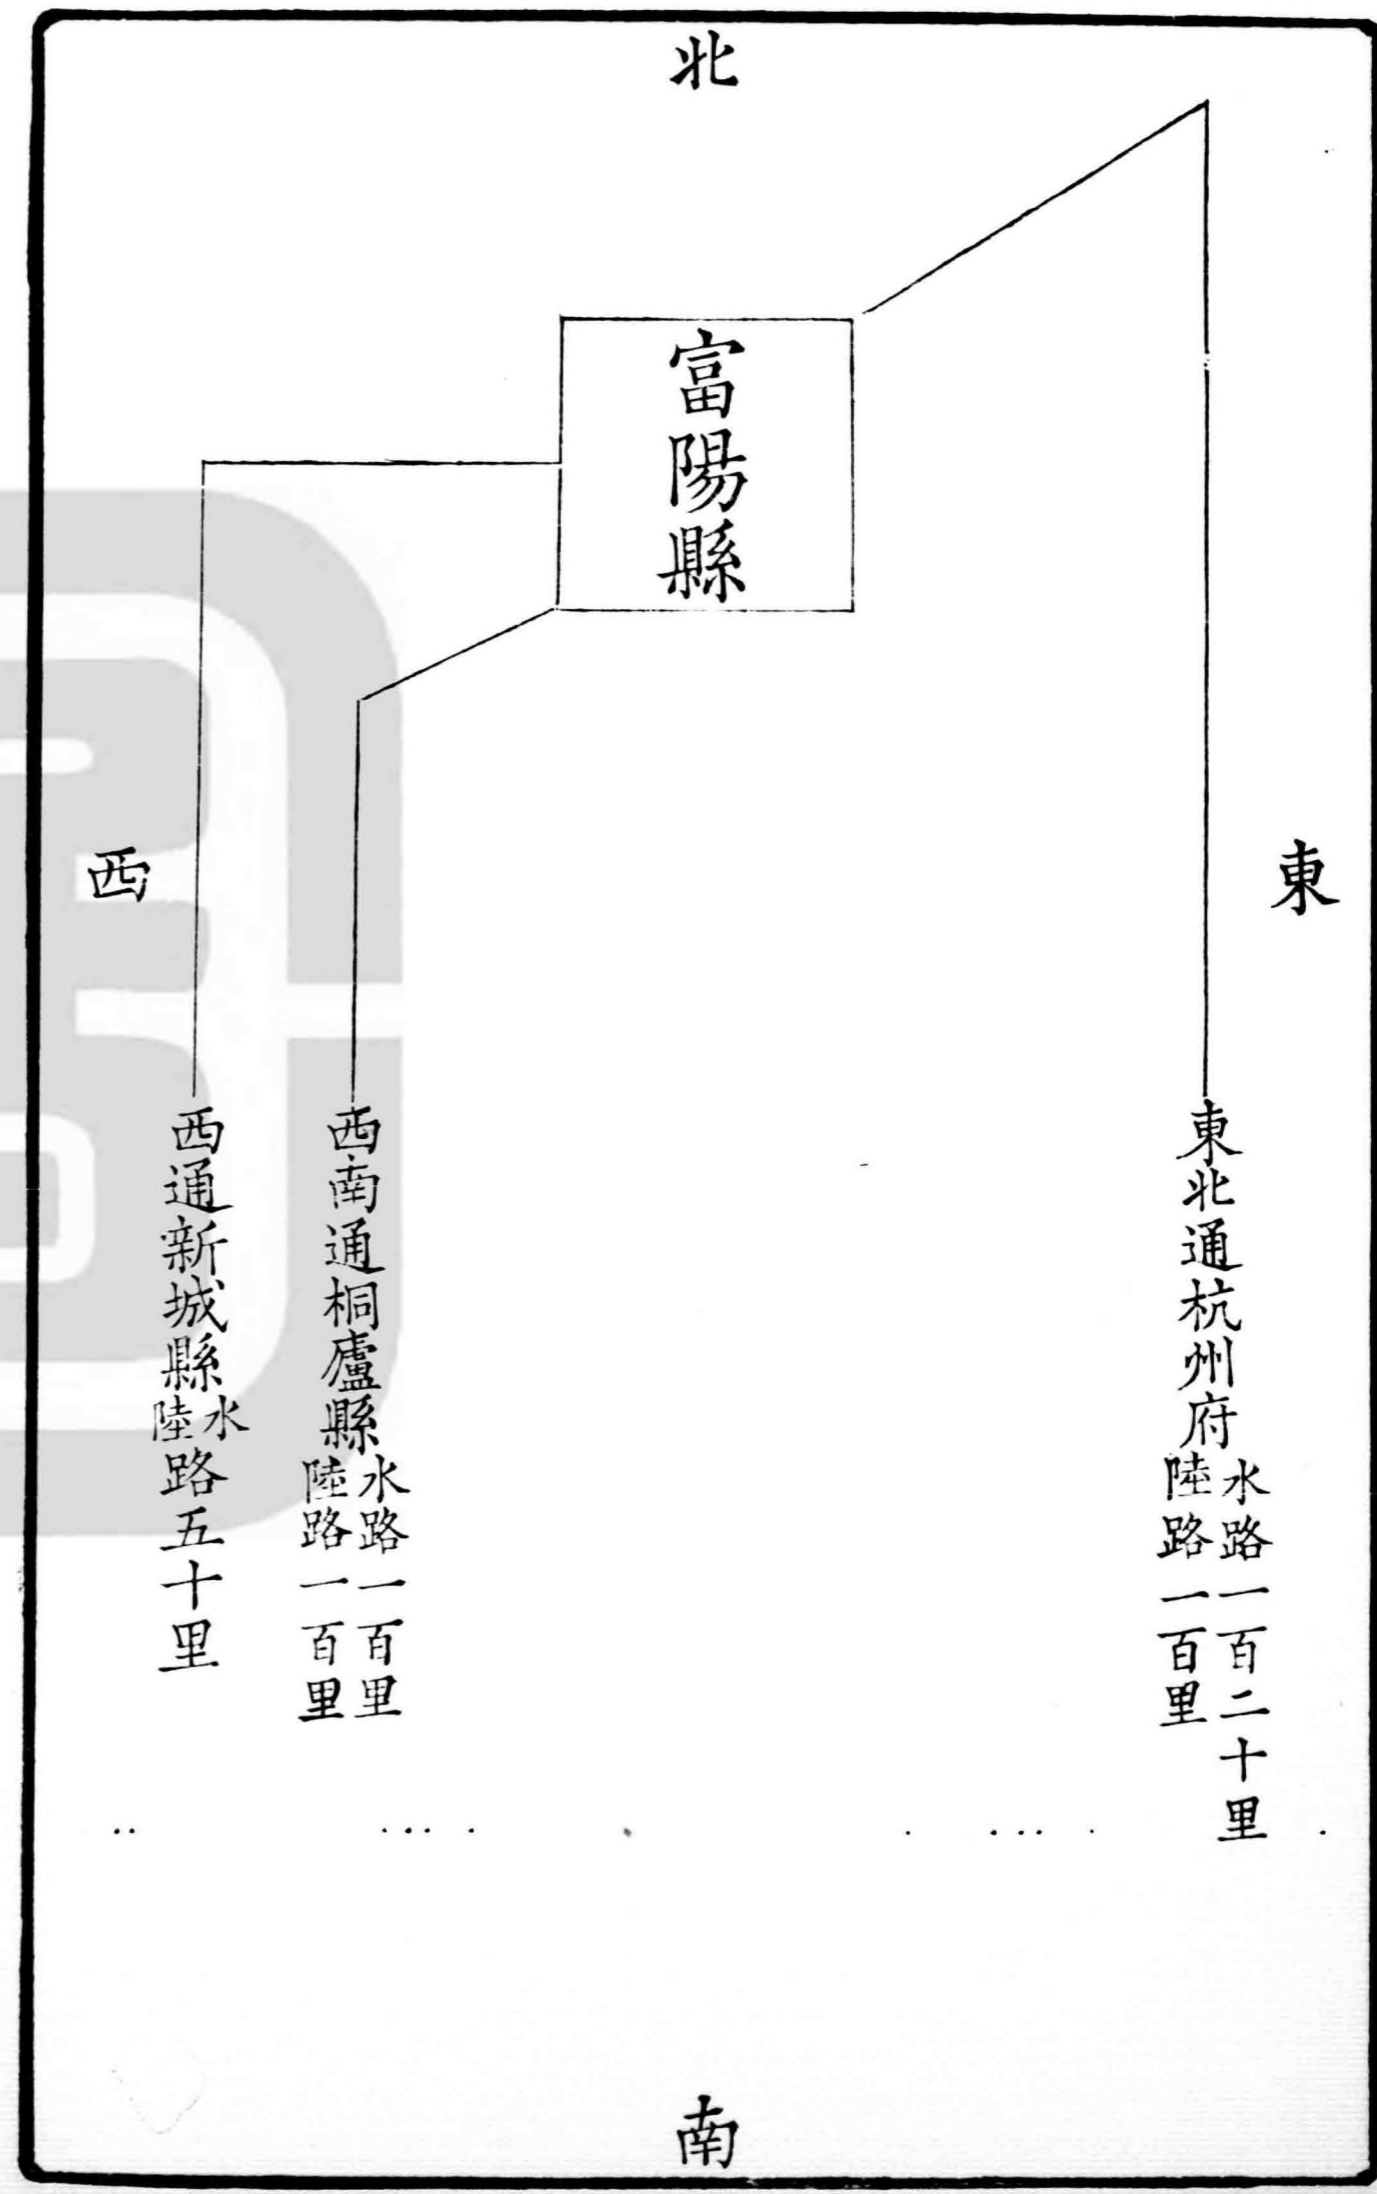 北
富陽縣
東
東北通杭州府
水路一百二十里
陸路一百里
西南通桐廬縣
水路一百里
陸路一百里
西通新城縣水陸路五十里
西
南